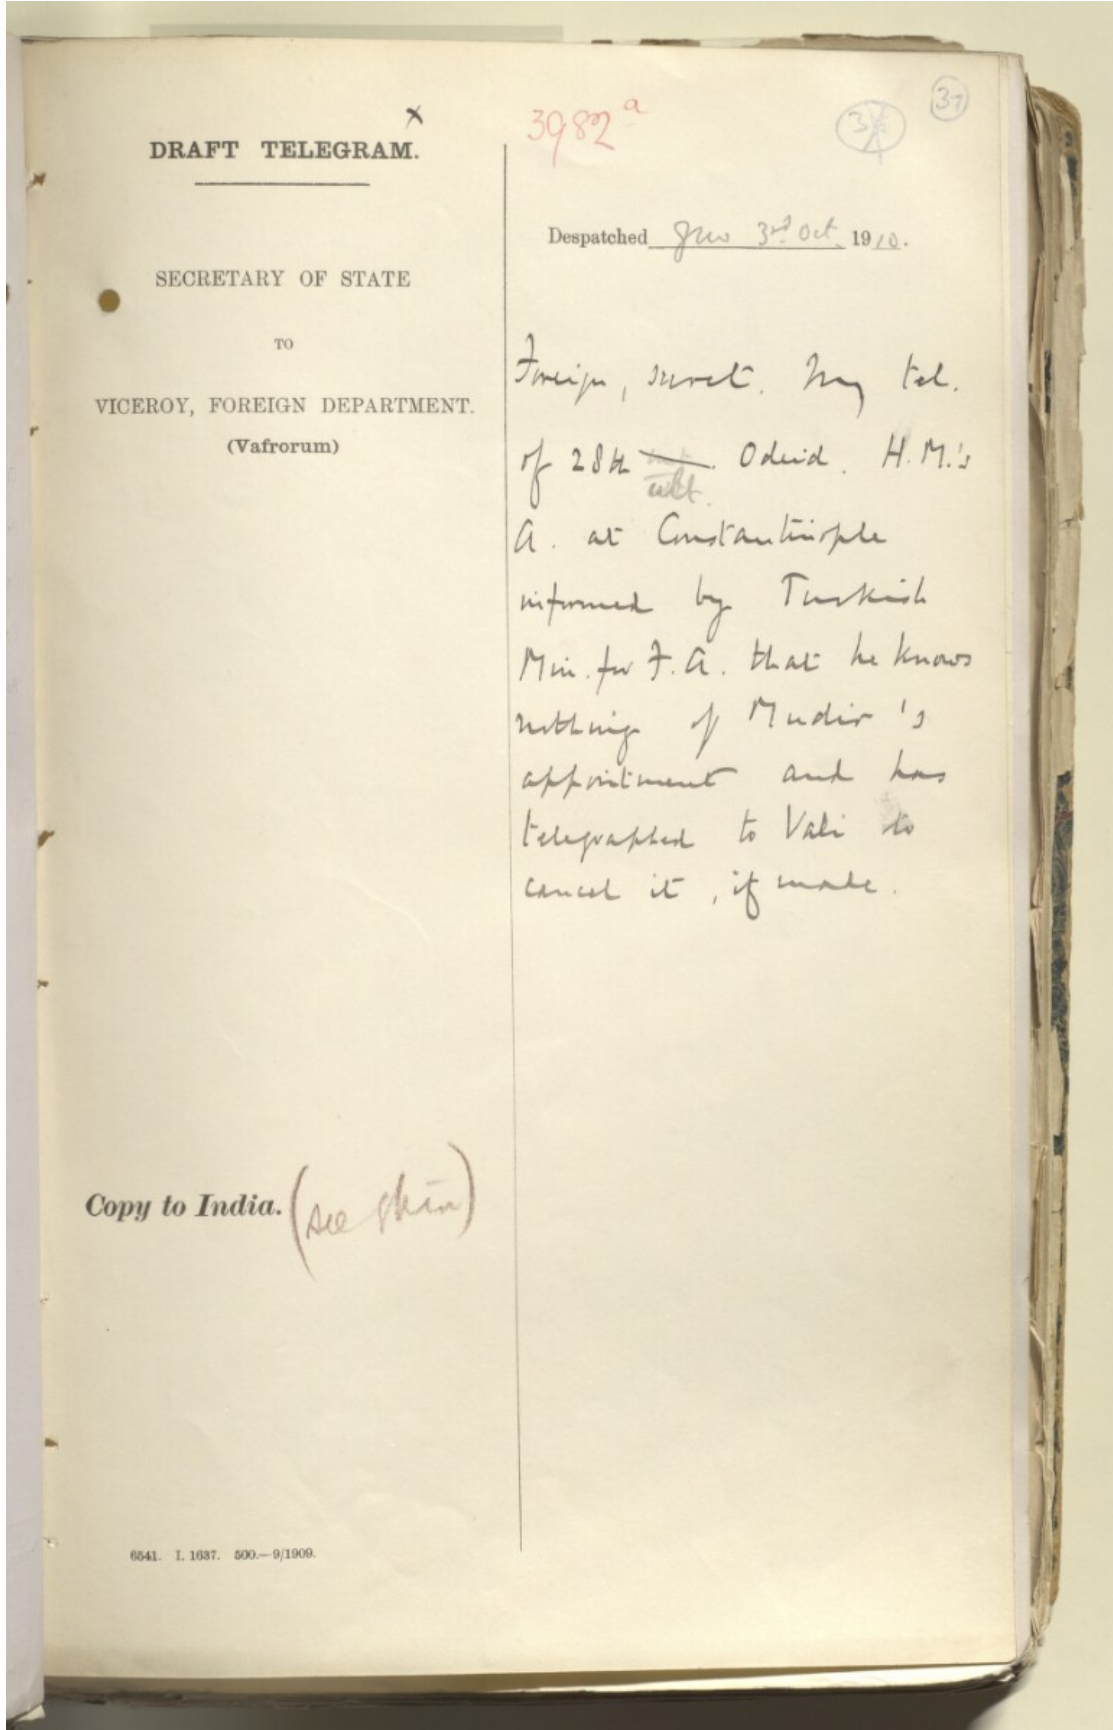 3982 a
37
DRAFT TELEGRAM. x
Despatched 3rd Oct. 1910.
SECRETARY OF STATE
TO
VICEROY, FOREIGN DEPARTMENT.
(Vafrorum)
Foreign, secret. My tel.
of 28th ult. Odeid. H.M.'s
A. at Constantinople
informed by Turkish
Min. for F.A. that he knows
nothing of Mudir's
appointment and has
telegraphed to Vali to
cancel it, if made.
Copy to India. (see
6541. I. 1637. 500.—9/1909.